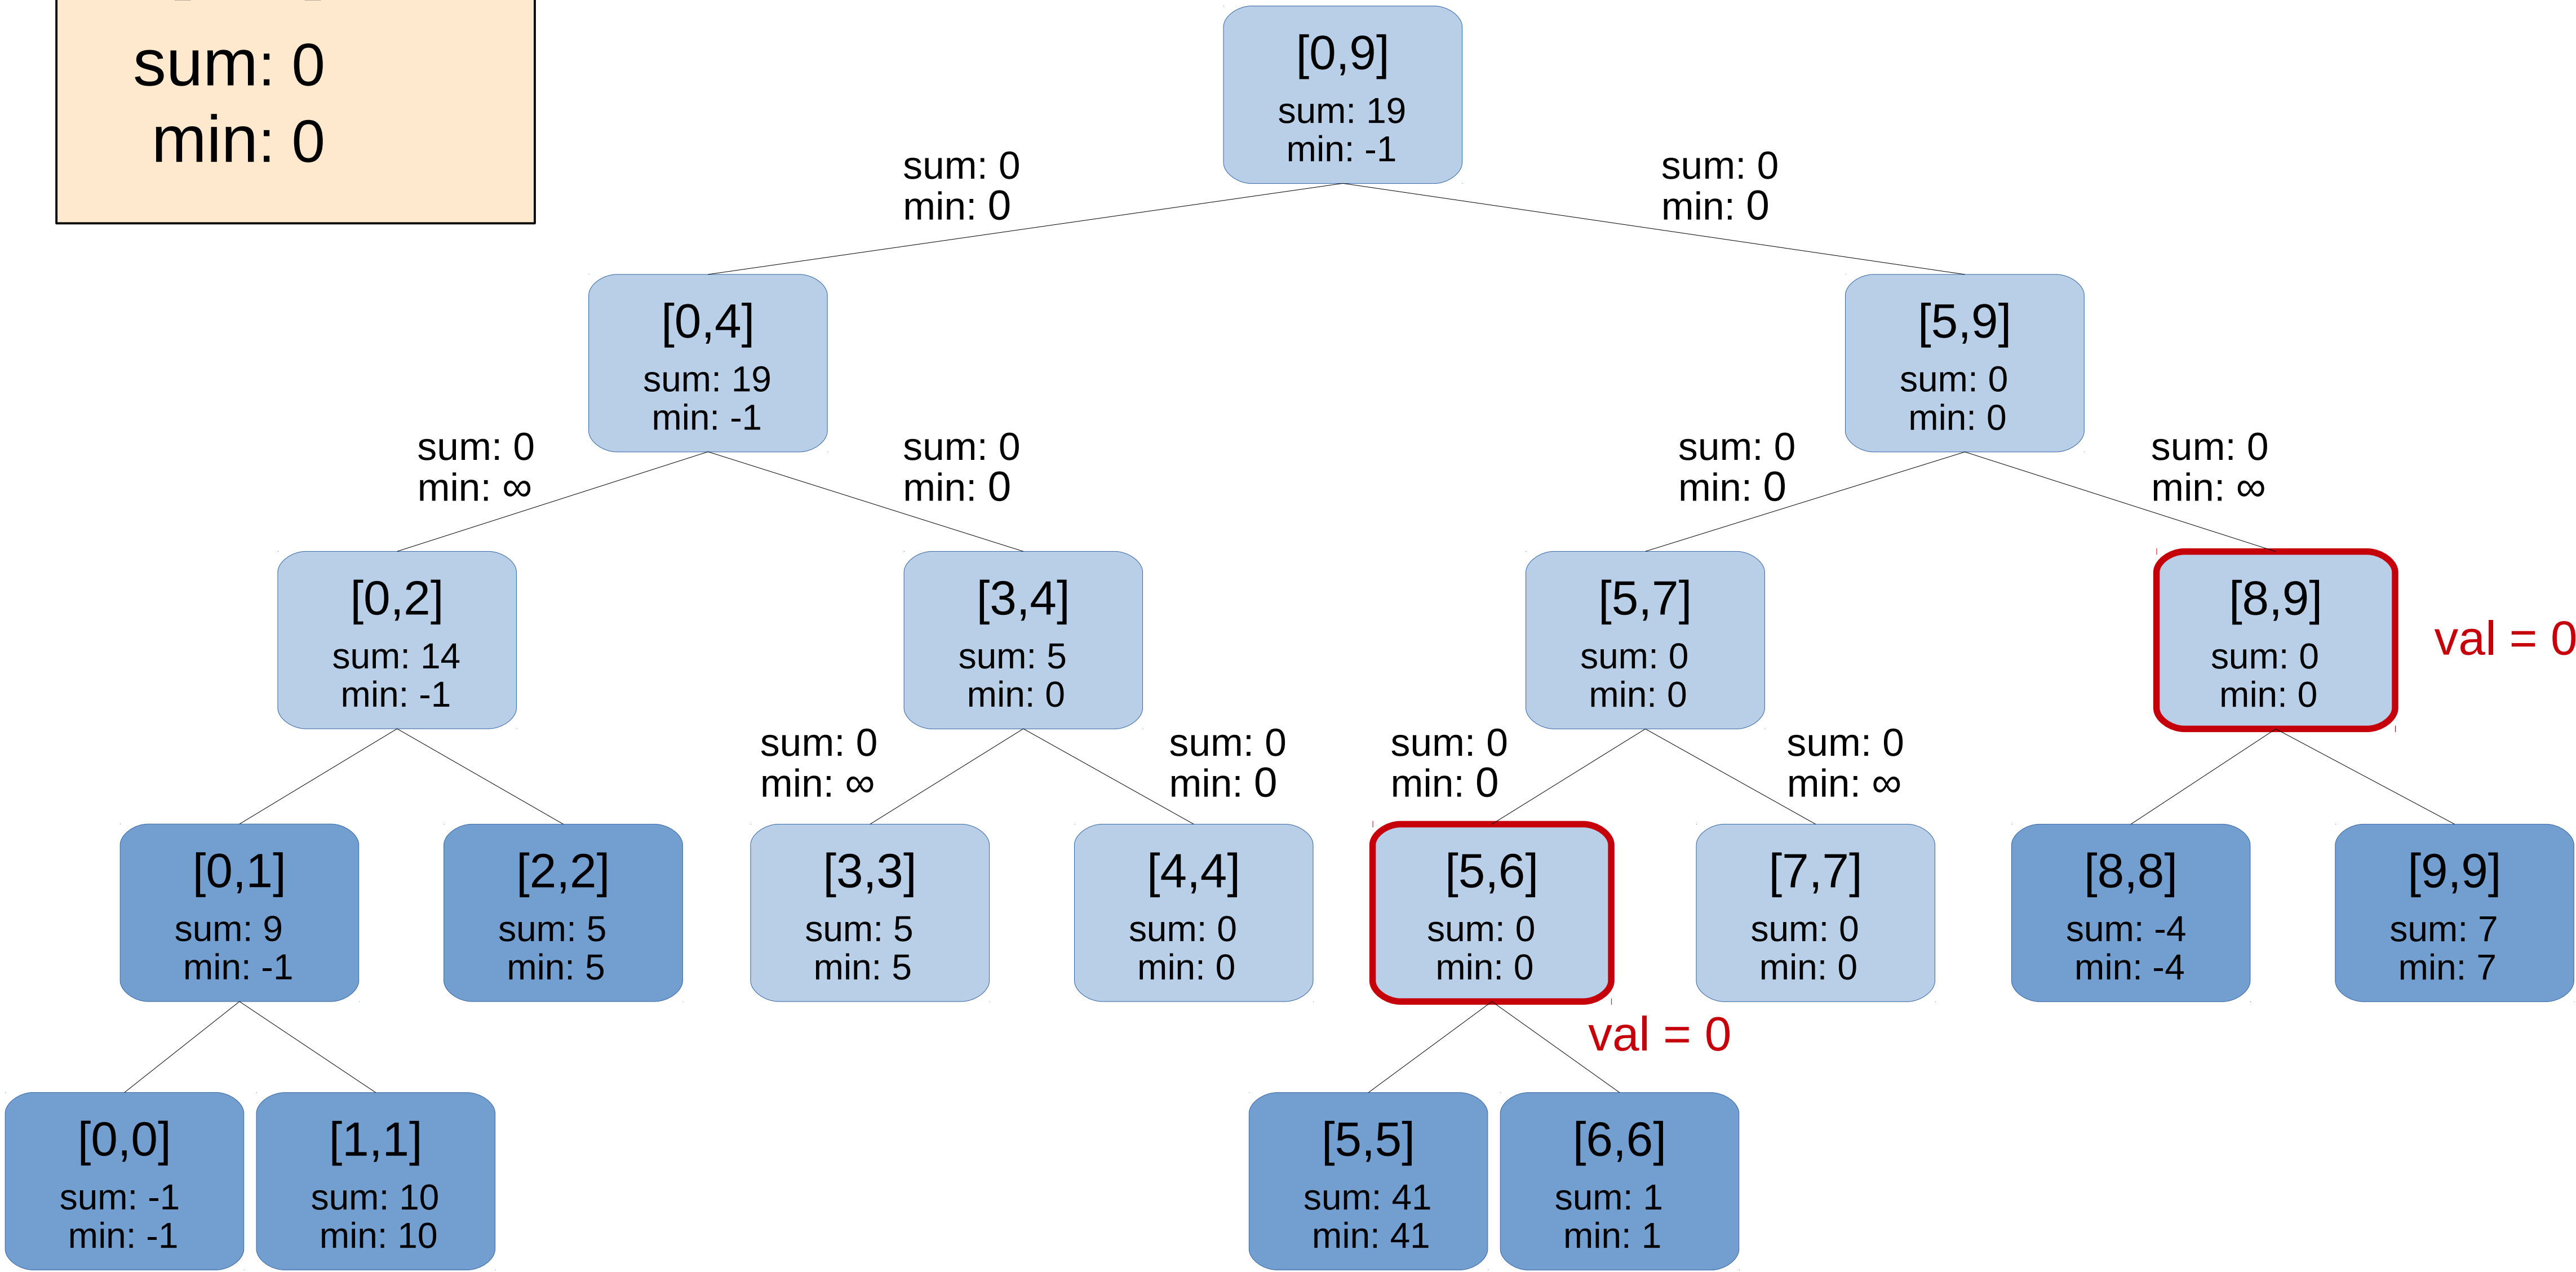 sum: 0
min: 0
[0,9]
sum: 19
min: -1
sum: 0
min: 0
sum: 0
min: 0
[0,4]
sum: 19
min: -1
[5,9]
sum: 0
min: 0
sum: 0
min: ∞
sum: 0
min: 0
sum: 0
min: 0
sum: 0
min: ∞
[0,2]
sum: 14
min: -1
[3,4]
sum: 5
min: 0
[5,7]
sum: 0
min: 0
[8,9]
sum: 0
min: 0
val = 0
sum: 0
min: ∞
sum: 0
min: 0
sum: 0
min: 0
sum: 0
min: ∞
[0,1]
sum: 9
min: -1
[2,2]
sum: 5
min: 5
[3,3]
sum: 5
min: 5
[4,4]
sum: 0
min: 0
[5,6]
sum: 0
min: 0
[7,7]
sum: 0
min: 0
[8,8]
sum: -4
min: -4
[9,9]
sum: 7
min: 7
val = 0
[0,0]
sum: -1
min: -1
[1,1]
sum: 10
min: 10
[5,5]
sum: 41
min: 41
[6,6]
sum: 1
min: 1